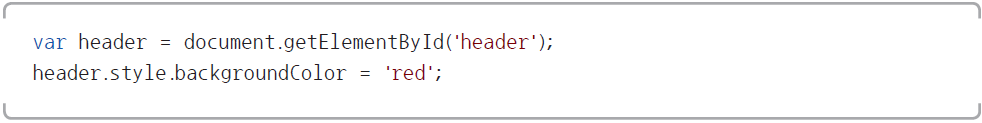 var header = document.getElementById('header');
header.style.backgroundColor = 'red';